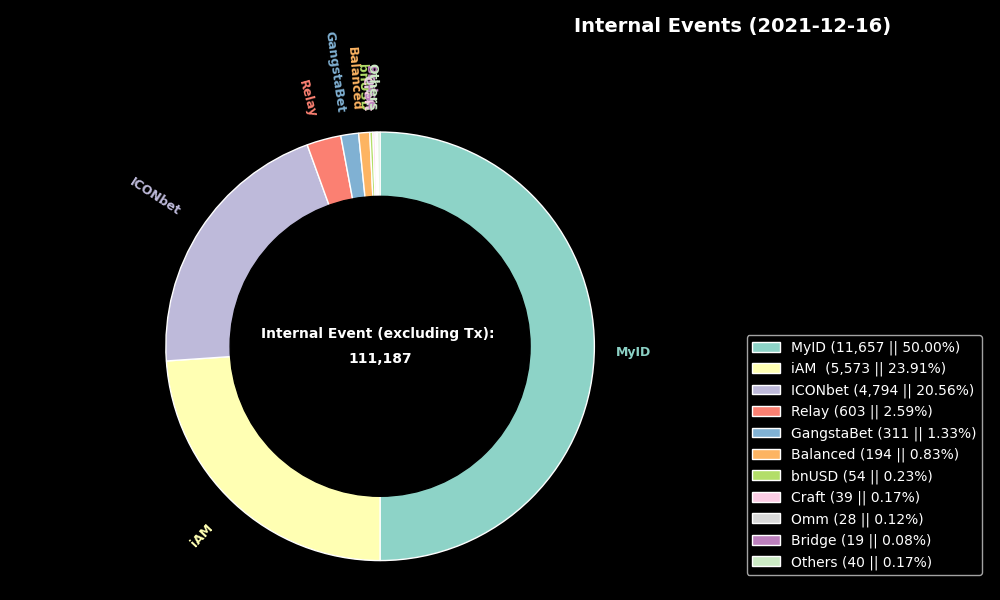 Internal Events (2021-12-16)
Others
Balanced
GangstaBet
Relay
ICONbet
iAM
MyID
Internal Event (excluding Tx):
111,187
MyID (11,657 || 50.00%)
iAM  (5,573 || 23.91%)
ICONbet (4,794 || 20.56%)
Relay (603 || 2.59%)
GangstaBet (311 || 1.33%)
Balanced (194 || 0.83%)
bnUSD (54 || 0.23%)
Craft (39 || 0.17%)
Omm (28 || 0.12%)
Bridge (19 || 0.08%)
Others (40 || 0.17%)